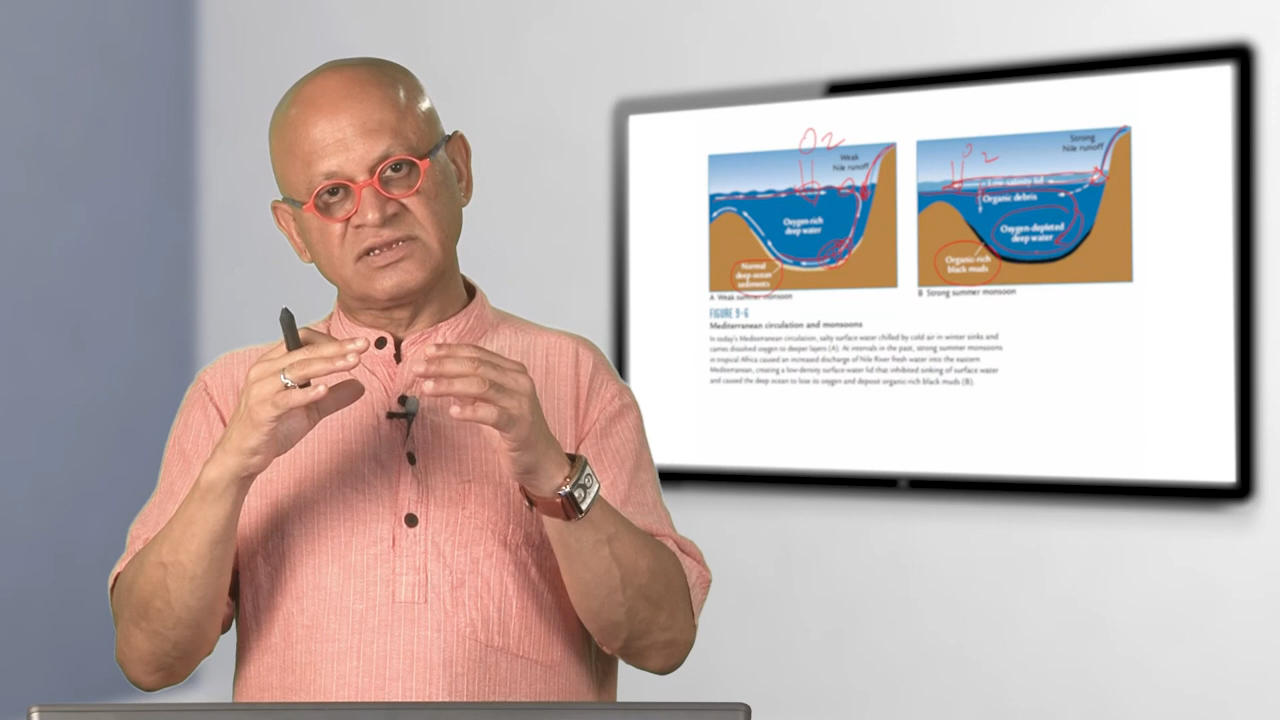 O2
Weak
Nile runoff
Oxygen-rich
deep water
Normal
deep-ocean
sediments
A Weak summer monsoon
O2
Strong
Nile runoff
Organic debris
Oxygen-depleted
deep water
Organic-rich
black muds
B Strong summer monsoon
FIGURE 9-6
Mediterranean circulation and monsoons
In today's Mediterranean circulation, salty surface water chilled by cold air in winter sinks and
carries dissolved oxygen to deeper layers (A). At intervals in the past, strong summer monsoons
in tropical Africa caused an increased discharge of Nile River fresh water into the eastern
Mediterranean, creating a low-density surface-water lid that inhibited sinking of surface water
and caused the deep ocean to lose its oxygen and deposit organic-rich black muds (B).